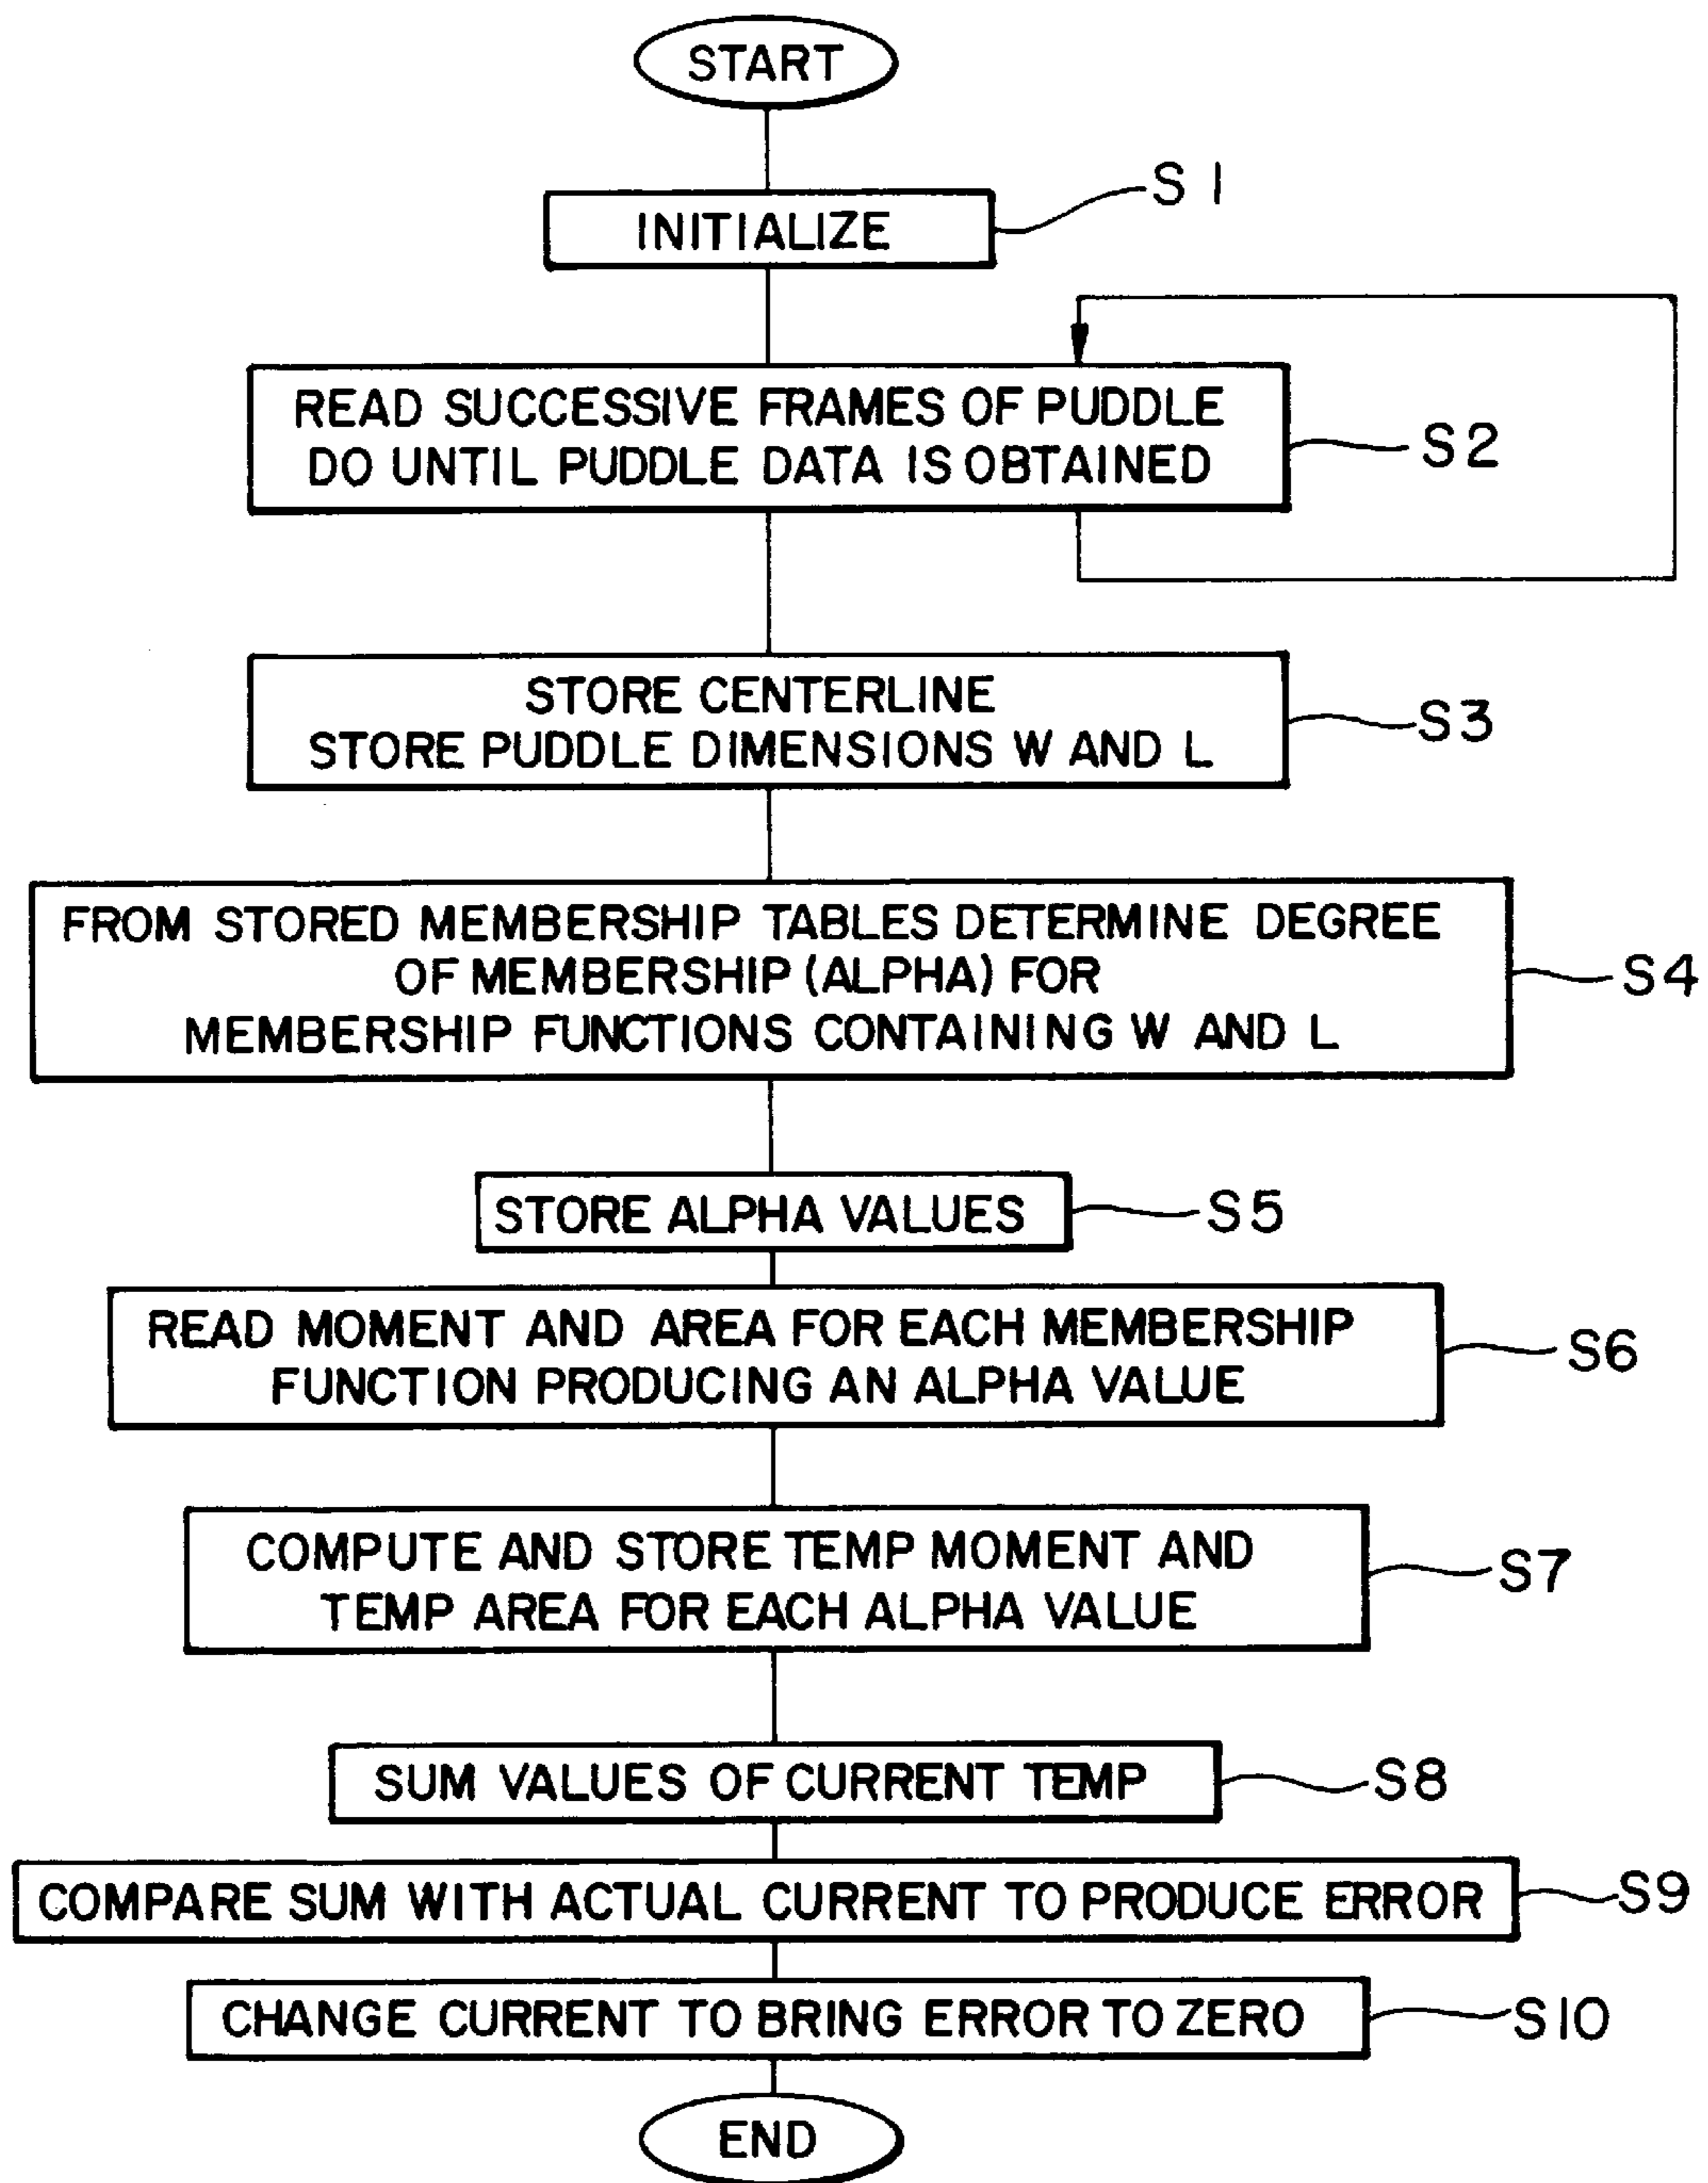 START
INITIALIZE
S1
READ SUCCESSIVE FRAMES OF PUDDLE
DO UNTIL PUDDLE DATA IS OBTAINED
S2
STORE CENTERLINE
STORE PUDDLE DIMENSIONS W AND L
S3
FROM STORED MEMBERSHIP TABLES DETERMINE DEGREE
OF MEMBERSHIP (ALPHA) FOR
MEMBERSHIP FUNCTIONS CONTAINING W AND L
S4
STORE ALPHA VALUES
S5
READ MOMENT AND AREA FOR EACH MEMBERSHIP
FUNCTION PRODUCING AN ALPHA VALUE
S6
COMPUTE AND STORE TEMP MOMENT AND
TEMP AREA FOR EACH ALPHA VALUE
S7
SUM VALUES OF CURRENT TEMP
S8
COMPARE SUM WITH ACTUAL CURRENT TO PRODUCE ERROR
S9
CHANGE CURRENT TO BRING ERROR TO ZERO
S10
END